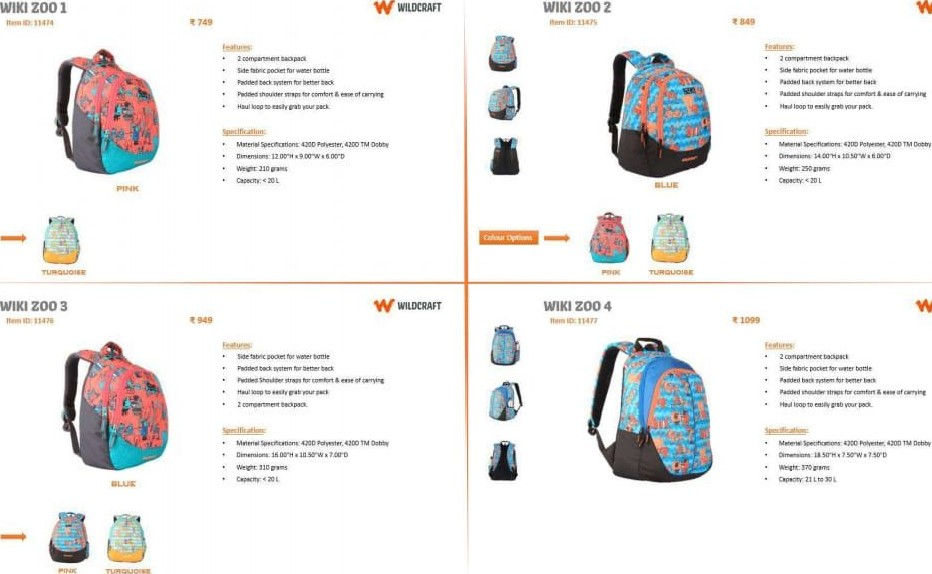 WIKI ZOO 1
WILDCRAFT
Item ID: 11474
₹ 749
Features:
• 2 compartment backpack
• Side fabric pocket for water bottle
• Padded back system for better back
• Padded shoulder straps for comfort & ease of carrying
• Haul loop to easily grab your pack.
Specification:
• Material Specifications: 420D Polyester, 420D TM Dobby
• Dimensions: 12.00"H x 9.00"W x 6.00"D
• Weight: 210 grams
• Capacity: < 20 L
PINK
TURQUOISE
WIKI ZOO 2
Item ID: 11475
₹ 849
Features:
• 2 compartment backpack
• Side fabric pocket for water bottle
• Padded back system for better back
• Padded shoulder straps for comfort & ease of carrying
• Haul loop to easily grab your pack.
Specification:
• Material Specifications: 420D Polyester, 420D TM Dobby
• Dimensions: 14.00"H x 10.50"W x 6.00"D
• Weight: 250 grams
• Capacity: < 20 L
BLUE
Colour Options
PINK
TURQUOISE
WIKI ZOO 3
WILDCRAFT
Item ID: 11476
₹ 949
Features:
• Side fabric pocket for water bottle
• Padded back system for better back
• Padded Shoulder straps for comfort & ease of carrying
• Haul loop to easily grab your pack
• 2 compartment backpack.
Specification:
• Material Specifications: 420D Polyester, 420D TM Dobby
• Dimensions: 16.00"H x 10.50"W x 7.00"D
• Weight: 310 grams
• Capacity: < 20 L
BLUE
PINK
TURQUOISE
WIKI ZOO 4
Item ID: 11477
₹ 1099
Features:
• 2 compartment backpack
• Side fabric pocket for water bottle
• Padded back system for better back
• Padded shoulder straps for comfort & ease of carrying
• Haul loop to easily grab your pack.
Specification:
• Material Specifications: 420D Polyester, 420D TM Dobby
• Dimensions: 18.50"H x 7.50"W x 7.50"D
• Weight: 370 grams
• Capacity: 21 L to 30 L